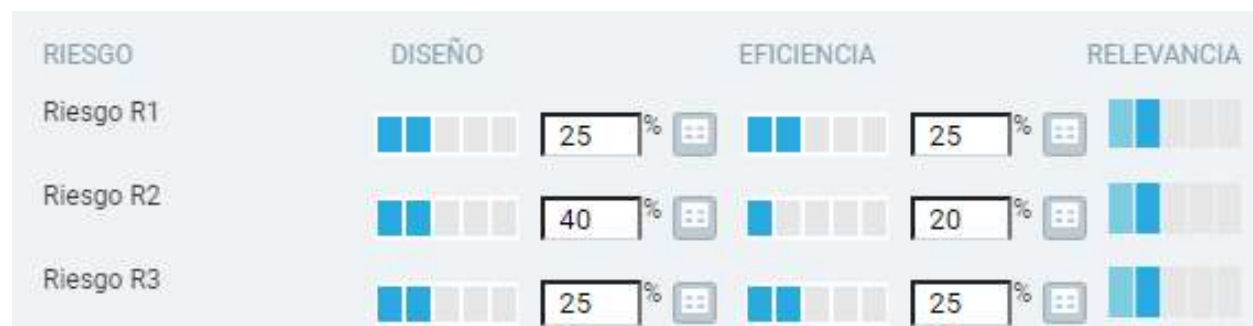 RIESGO DISEÑO EFICIENCIA RELEVANCIA
Riesgo R1 25 % 25 %
Riesgo R2 40 % 20 %
Riesgo R3 25 % 25 %